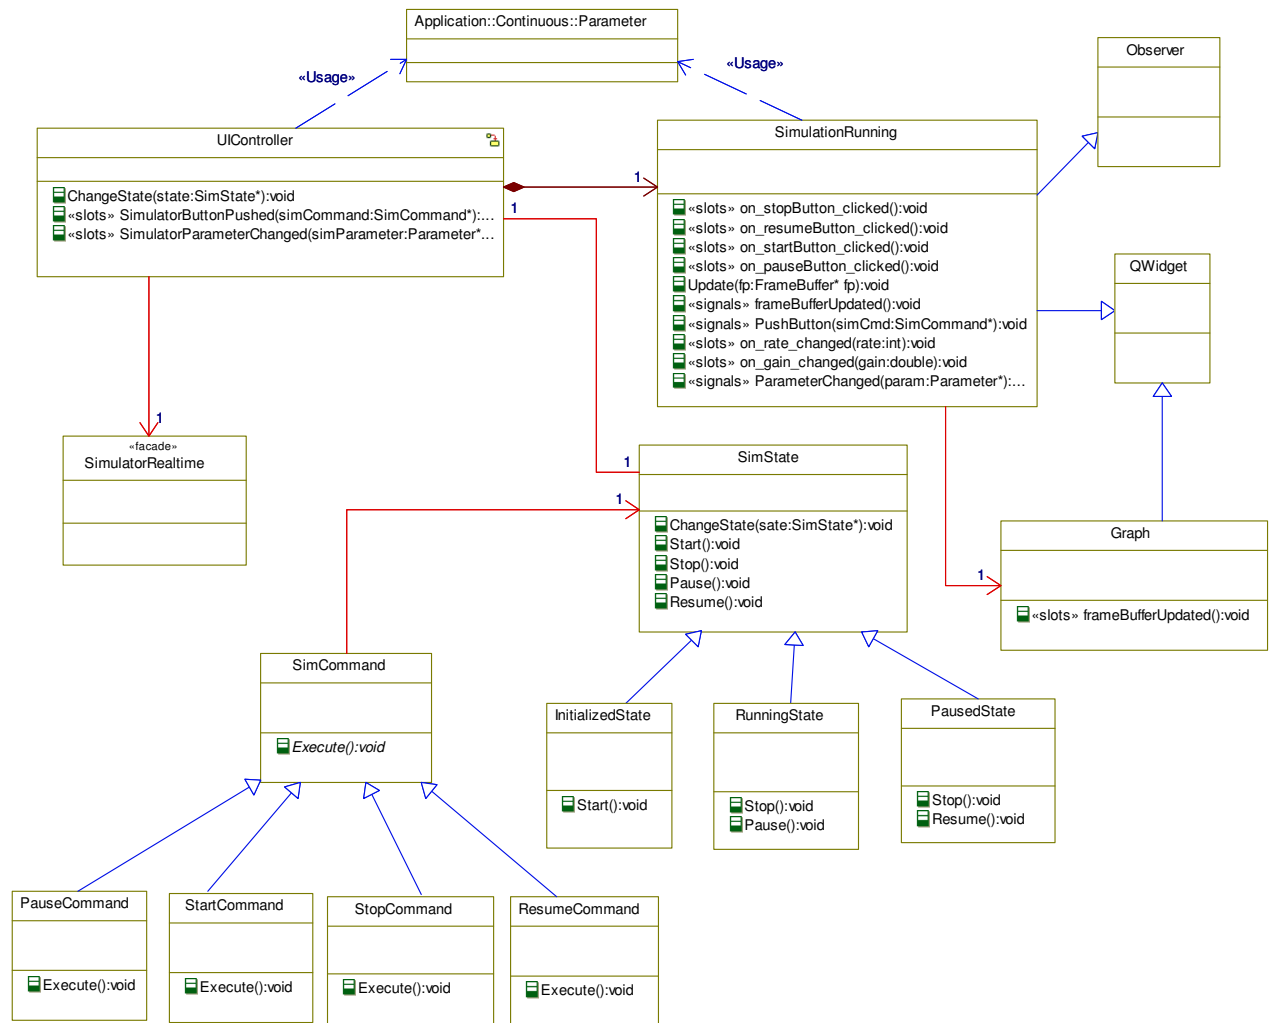 Application::Continuous::Parameter
«Usage»
«Usage»
Observer
UIController
ChangeState(state:SimState*):void
«slots» SimulatorButtonPushed(simCommand:SimCommand*):...
«slots» SimulatorParameterChanged(simParameter:Parameter*...
1
1
SimulationRunning
«slots» on_stopButton_clicked():void
«slots» on_resumeButton_clicked():void
«slots» on_startButton_clicked():void
«slots» on_pauseButton_clicked():void
Update(fp:FrameBuffer* fp):void
«signals» frameBufferUpdated():void
«signals» PushButton(simCmd:SimCommand*):void
«slots» on_rate_changed(rate:int):void
«slots» on_gain_changed(gain:double):void
«signals» ParameterChanged(param:Parameter*):...
QWidget
1
«facade»
SimulatorRealtime
1
1
SimState
ChangeState(sate:SimState*):void
Start():void
Stop():void
Pause():void
Resume():void
1
Graph
«slots» frameBufferUpdated():void
SimCommand
Execute():void
InitializedState
Start():void
RunningState
Stop():void
Pause():void
PausedState
Stop():void
Resume():void
PauseCommand
Execute():void
StartCommand
Execute():void
StopCommand
Execute():void
ResumeCommand
Execute():void